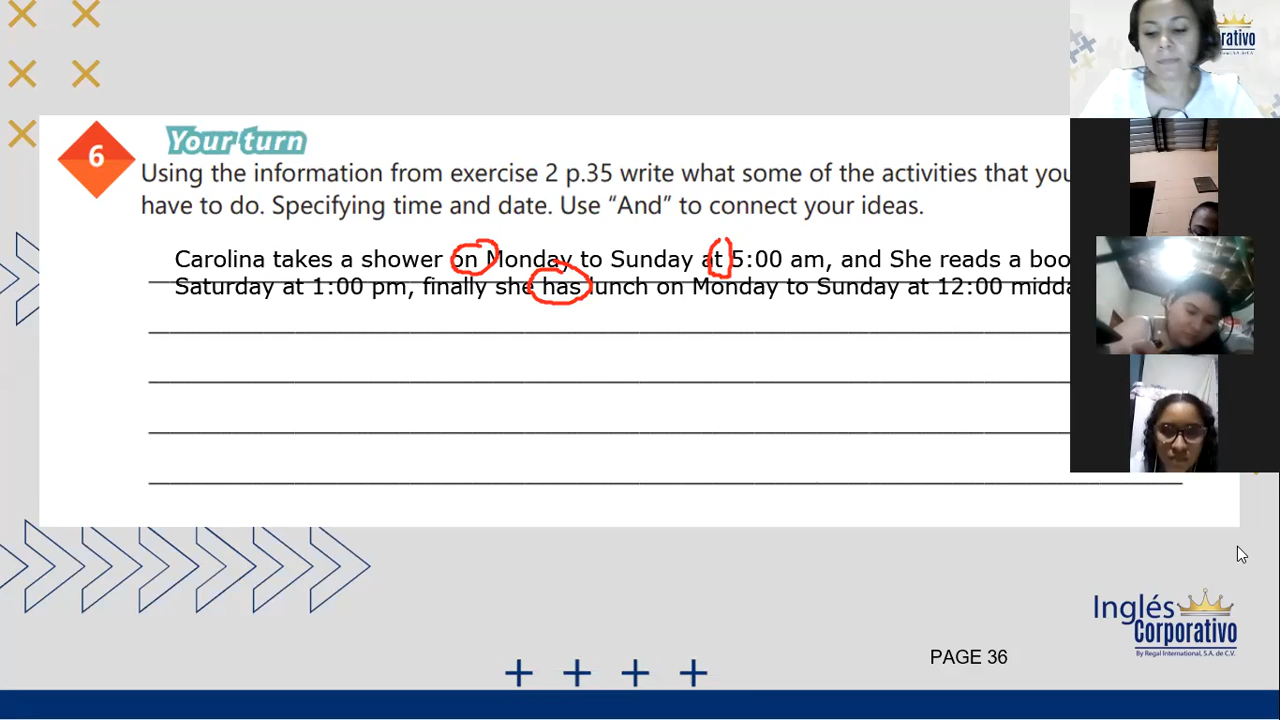 rativo
6
Your turn
Using the information from exercise 2 p.35 write what some of the activities that you
have to do. Specifying time and date. Use “And” to connect your ideas.
Carolina takes a shower on Monday to Sunday at 5:00 am, and She reads a boo
Saturday at 1:00 pm, finally she has lunch on Monday to Sunday at 12:00 midda
Inglés
Corporativo
By Regal International, S.A. de C.V.
PAGE 36